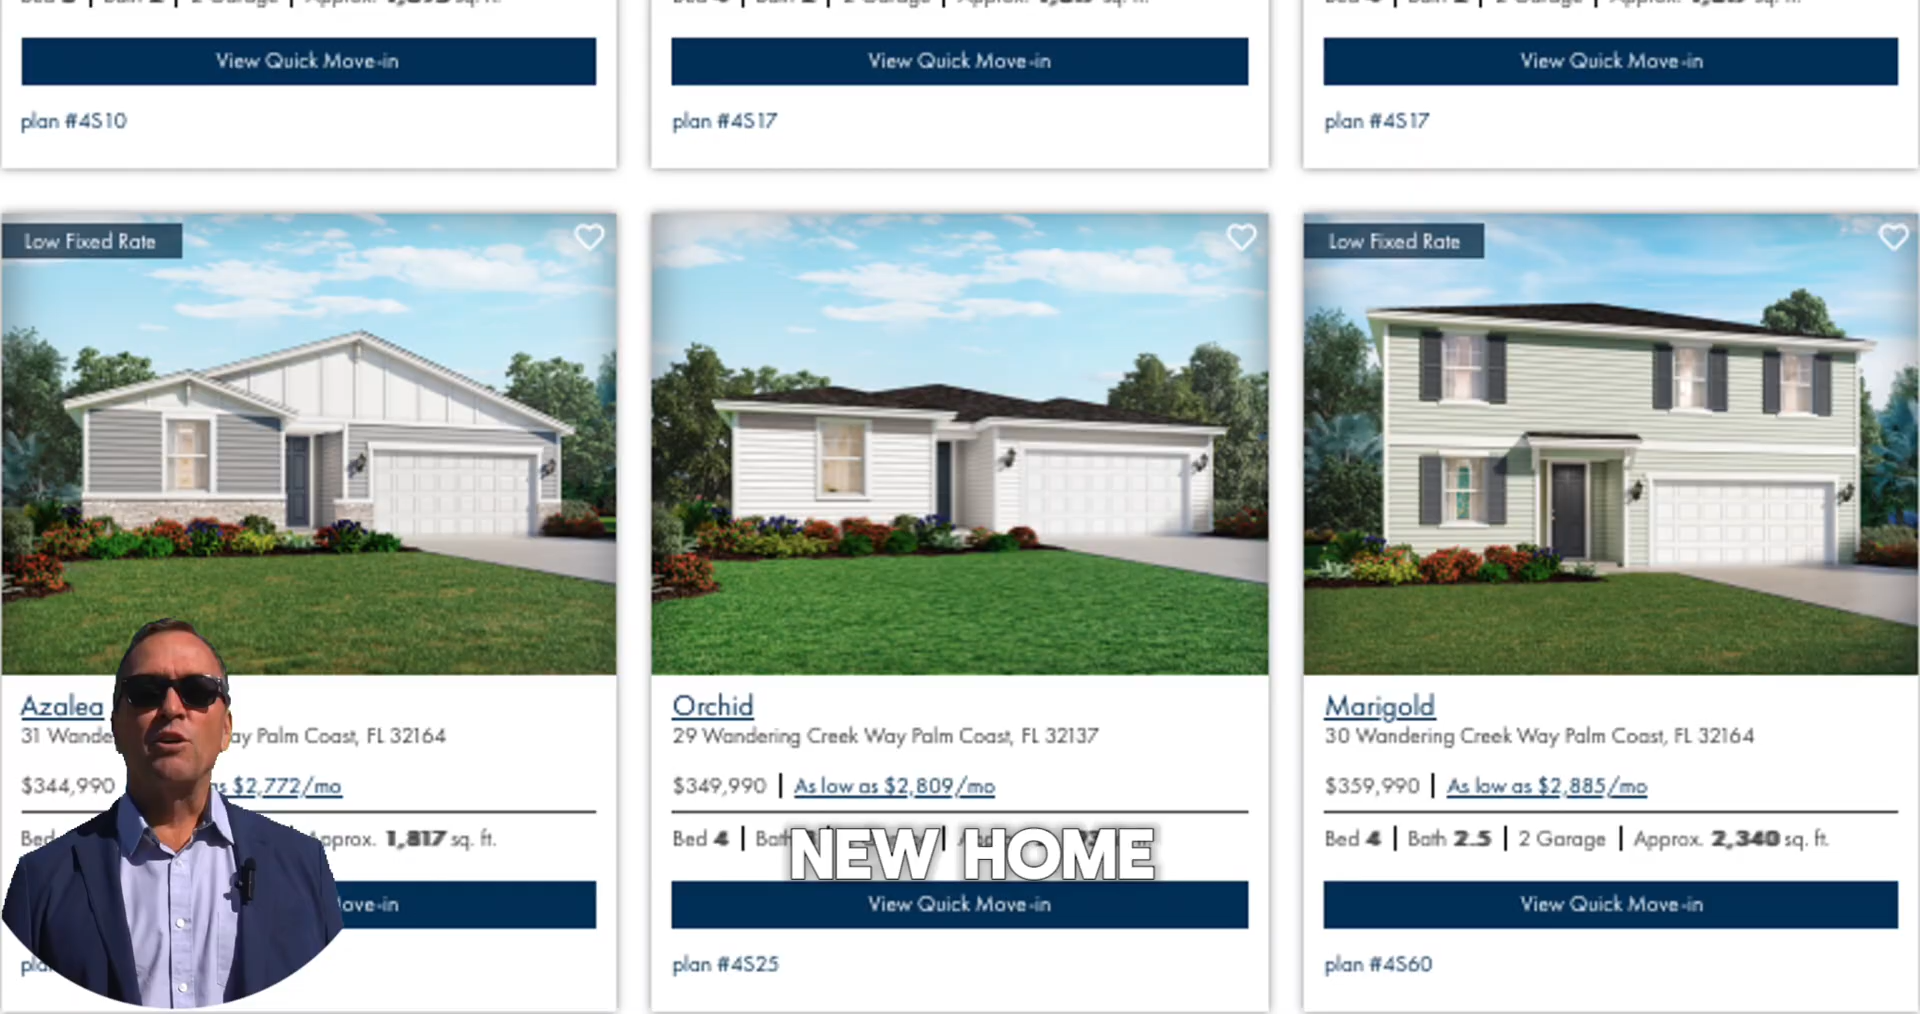 View Quick Move-in
plan #4S10
View Quick Move-in
plan #4S17
View Quick Move-in
plan #4S17
Low Fixed Rate
Azalea
31 ay Palm Coast, FL 32164
$344,990 as $2,772/mo
Bed Approx. 1,817 sq. ft.
ove-in
Orchid
29 Wandering Creek Way Palm Coast, FL 32137
$349,990 | As low as $2,809/mo
Bed 4 | Bath
NEW HOME
View Quick Move-in
plan #4S25
Low Fixed Rate
Marigold
30 Wandering Creek Way Palm Coast, FL 32164
$359,990 | As low as $2,885/mo
Bed 4 | Bath 2.5 | 2 Garage | Approx. 2,340 sq. ft.
View Quick Move-in
plan #4S60